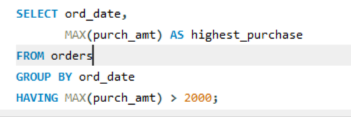 SELECT ord_date,
MAX(purch_amt) AS highest_purchase
FROM orders
GROUP BY ord_date
HAVING MAX(purch_amt) > 2000;